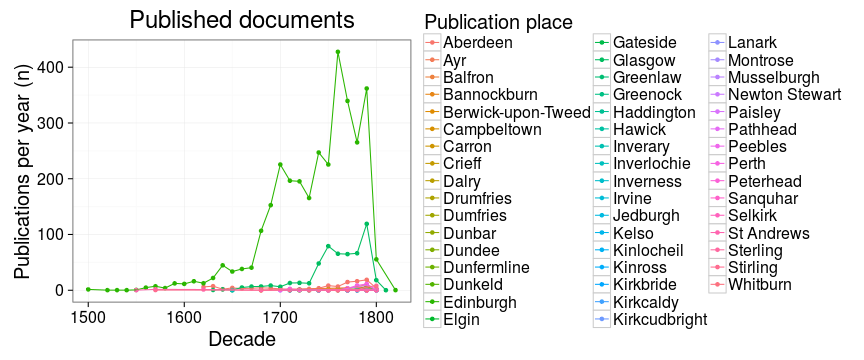 Published documents
Publications per year (n)
400
300
200
100
0
1500 1600 1700 1800
Decade
Publication place
Aberdeen
Ayr
Balfron
Bannockburn
Berwick-upon-Tweed
Campbeltown
Carron
Crieff
Dalry
Drumfries
Dumfries
Dunbar
Dundee
Dunfermline
Dunkeld
Edinburgh
Elgin
Gateside
Glasgow
Greenlaw
Greenock
Haddington
Hawick
Inverary
Inverlochie
Inverness
Irvine
Jedburgh
Kelso
Kinlocheil
Kinross
Kirkbride
Kirkcaldy
Kirkcudbright
Lanark
Montrose
Musselburgh
Newton Stewart
Paisley
Pathhead
Peebles
Perth
Peterhead
Sanquhar
Selkirk
St Andrews
Sterling
Stirling
Whitburn